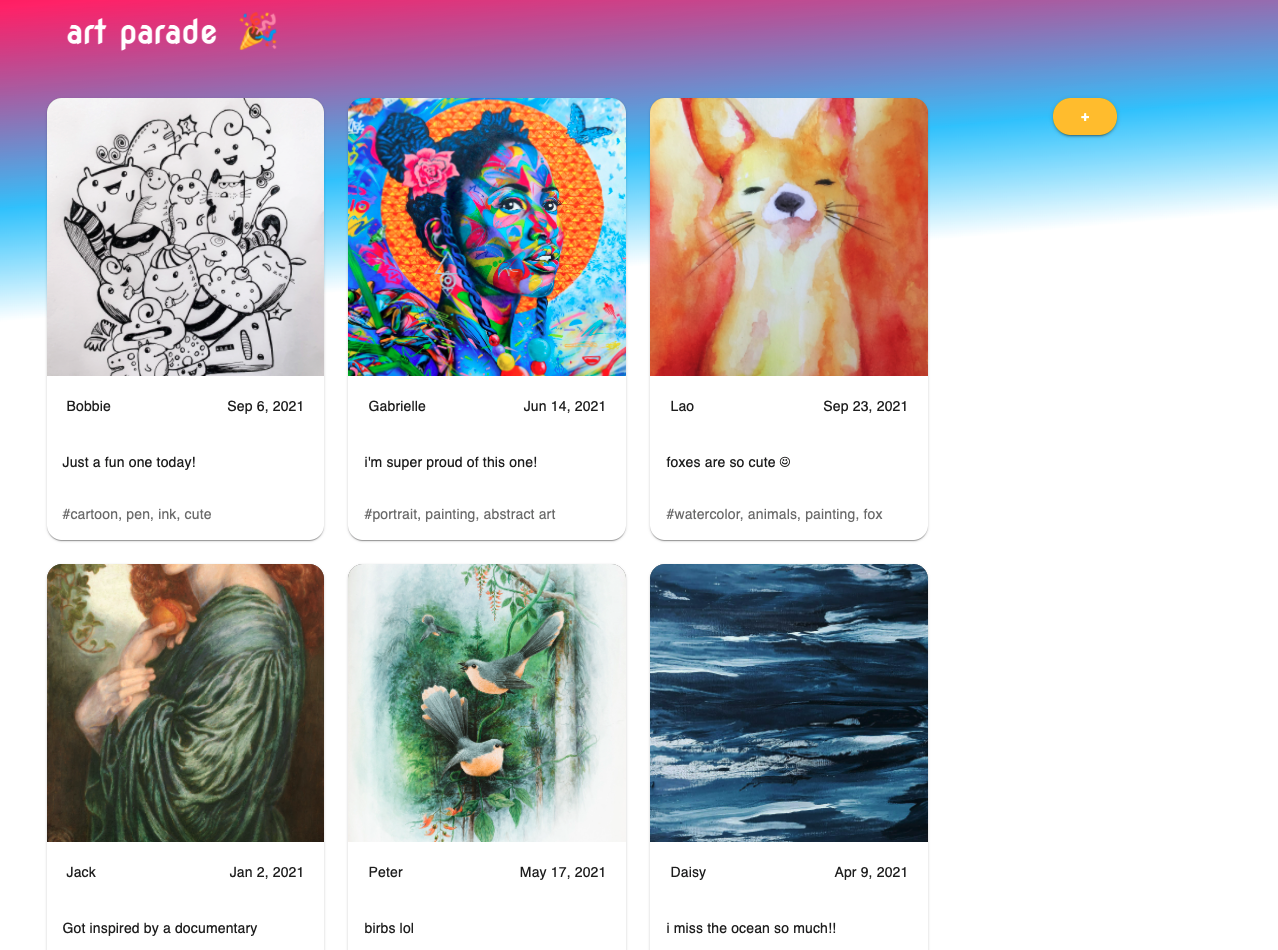 art parade 🎉
+
Bobbie Sep 6, 2021
Just a fun one today!
#cartoon, pen, ink, cute
Gabrielle Jun 14, 2021
i'm super proud of this one!
#portrait, painting, abstract art
Lao Sep 23, 2021
foxes are so cute ☺
#watercolor, animals, painting, fox
Jack Jan 2, 2021
Got inspired by a documentary
Peter May 17, 2021
birbs lol
Daisy Apr 9, 2021
i miss the ocean so much!!